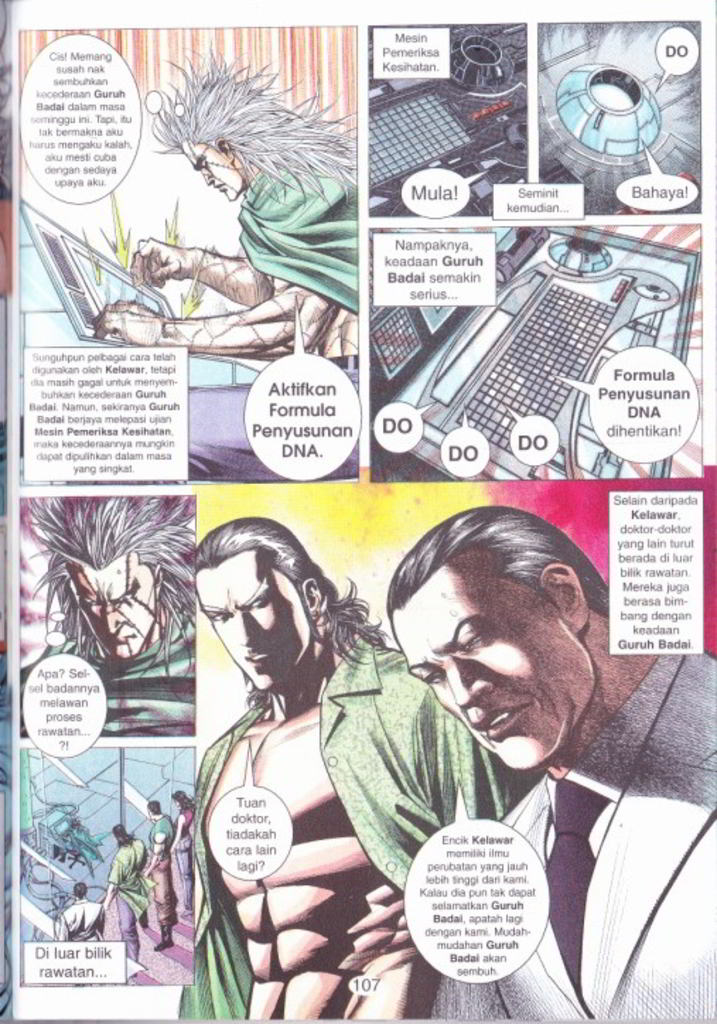 Cis! Memang
susah nak
sembuhkan
kecederaan Guruh
Badai dalam masa
seminggu ini. Tapi, itu
tak bermakna aku
harus mengaku kalah,
aku mesti cuba
dengan sedaya
upaya aku.
Sunguhpun pelbagai cara telah
digunakan oleh Kelawar, tetapi
dia masih gagal untuk menyem-
buhkan kecederaan Guruh
Badai. Namun, sekiranya Guruh
Badai berjaya melepasi ujian
Mesin Pemeriksa Kesihatan,
maka kecederaannya mungkin
dapat dipulihkan dalam masa
yang singkat.
Aktifkan
Formula
Penyusunan
DNA.
Mesin
Pemeriksa
Kesihatan.
Mula!
Seminit
kemudian...
DO
Bahaya!
Nampaknya,
keadaan Guruh
Badai semakin
serius...
Formula
Penyusunan
DNA
dihentikan!
DO
DO
DO
Apa? Sel-
sel badannya
melawan
proses
rawatan...
?!
Selain daripada
Kelawar,
doktor-doktor
yang lain turut
berada di luar
bilik rawatan.
Mereka juga
berasa bim-
bang dengan
keadaan
Guruh Badai.
Di luar bilik
rawatan...
Tuan
doktor,
tiadakah
cara lain
lagi?
Encik Kelawar
memiliki ilmu
perubatan yang jauh
lebih tinggi dari kami.
Kalau dia pun tak dapat
selamatkan Guruh
Badai, apatah lagi
dengan kami. Mudah-
mudahan Guruh
Badai akan
sembuh.
107